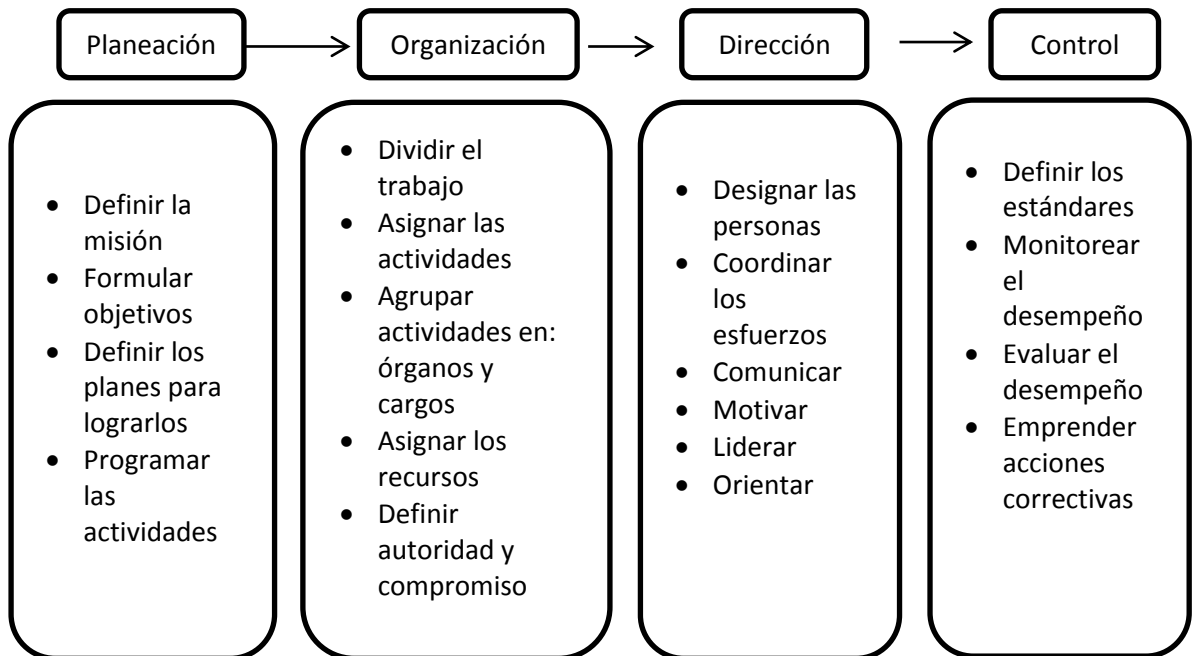 Planeación
Organización
Dirección
Control
• Definir la
misión
• Formular
objetivos
• Definir los
planes para
lograrlos
• Programar
las
actividades
• Dividir el
trabajo
• Asignar las
actividades
• Agrupar
actividades en:
órganos y
cargos
• Asignar los
recursos
• Definir
autoridad y
compromiso
• Designar las
personas
• Coordinar
los
esfuerzos
• Comunicar
• Motivar
• Liderar
• Orientar
• Definir los
estándares
• Monitorear
el
desempeño
• Evaluar el
desempeño
• Emprender
acciones
correctivas